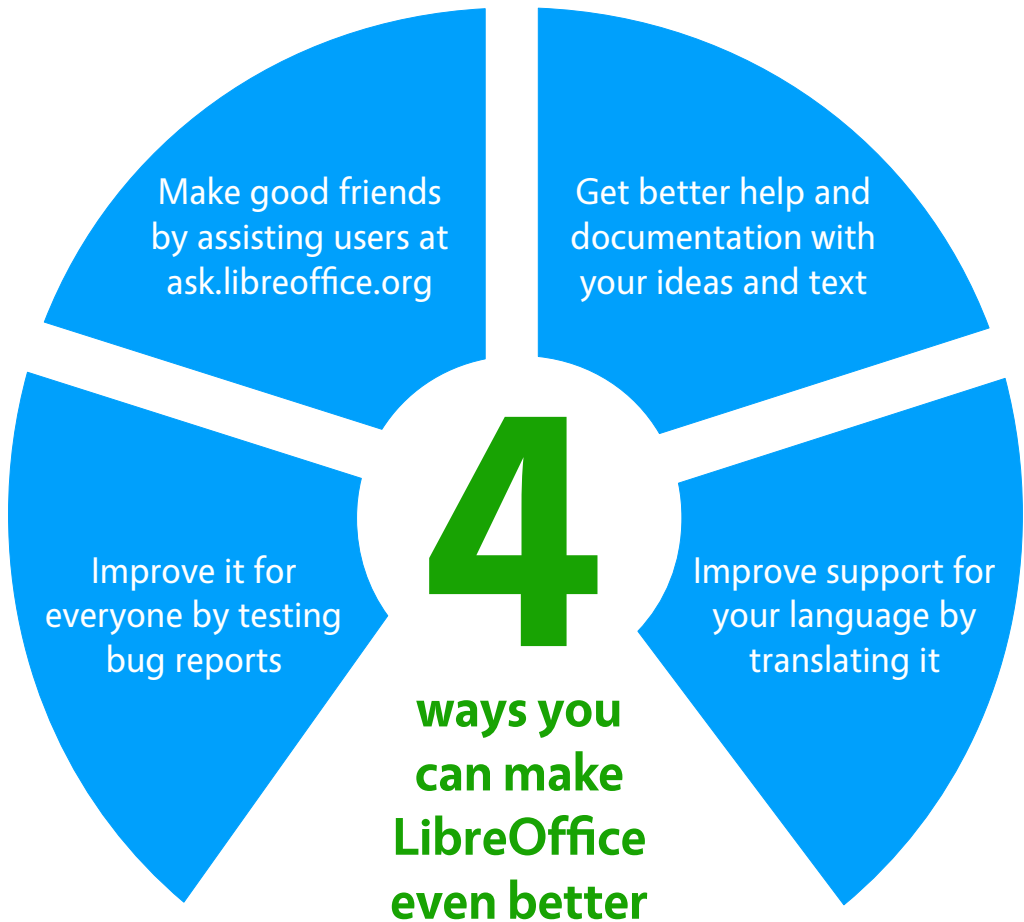 Make good friends
by assisting users at
ask.libreoffice.org
Get better help and
documentation with
your ideas and text
Improve it for
everyone by testing
bug reports
Improve support for
your language by
translating it
4
ways you
can make
LibreOffice
even better